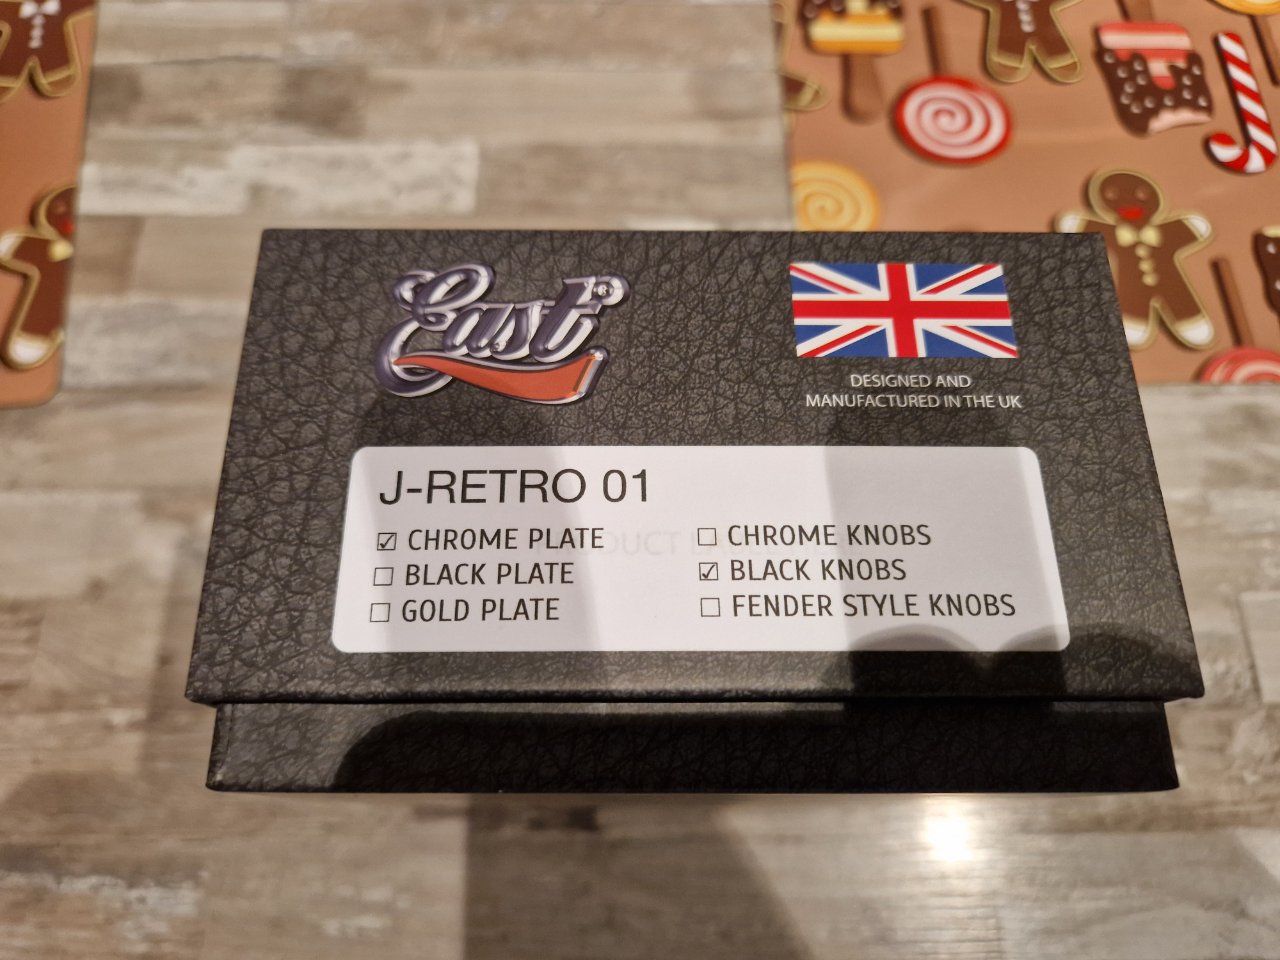 East®
DESIGNED AND
MANUFACTURED IN THE UK
J-RETRO 01
☑ CHROME PLATE
☐ BLACK PLATE
☐ GOLD PLATE
☐ CHROME KNOBS
☑ BLACK KNOBS
☐ FENDER STYLE KNOBS